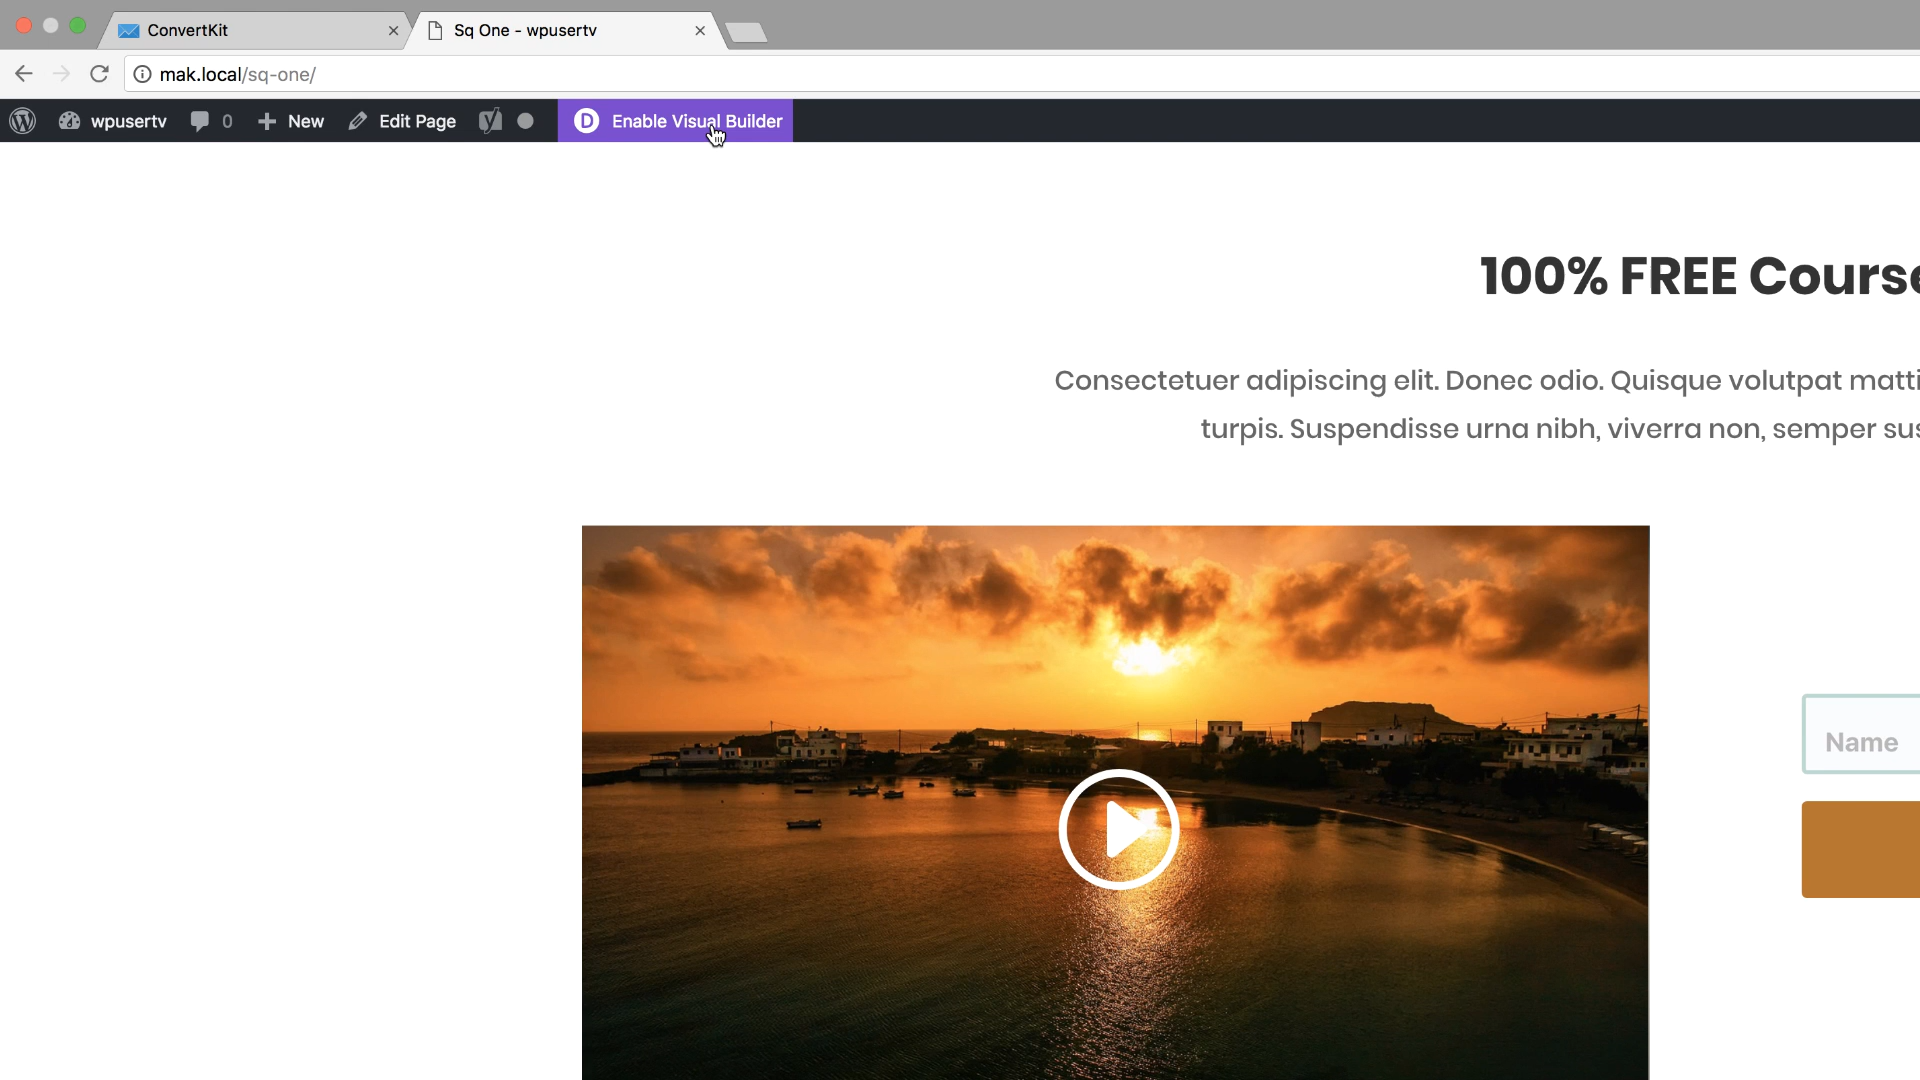 ConvertKit
Sq One - wpusertv
mak.local/sq-one/
wpusertv
0
New
Edit Page
D Enable Visual Builder
100% FREE Course
Consectetuer adipiscing elit. Donec odio. Quisque volutpat matti
turpis. Suspendisse urna nibh, viverra non, semper sus
Name